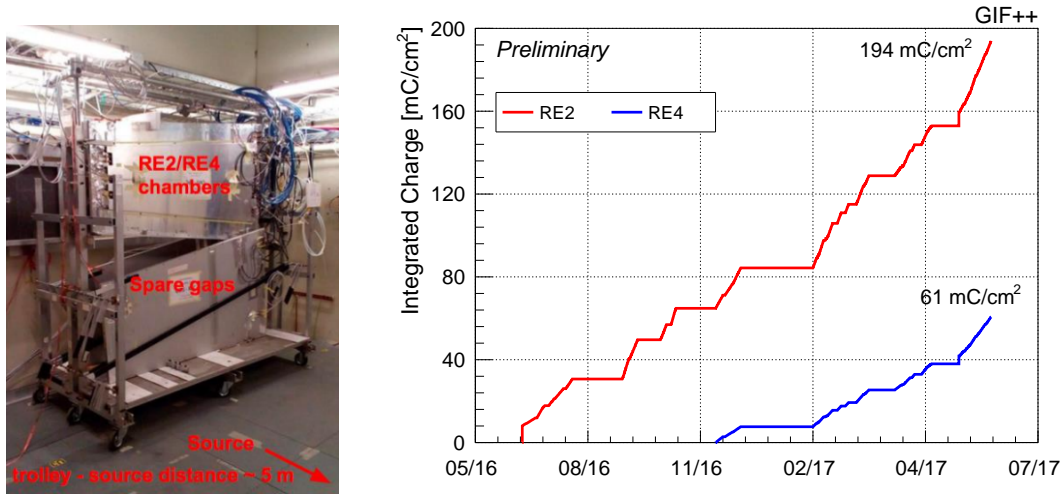 RE2/RE4
chambers
Spare gaps
Source
trolley - source distance ~ 5 m
GIF++
Preliminary
194 mC/cm²
RE2
RE4
61 mC/cm²
Integrated Charge [mC/cm²]
200
160
120
80
40
0
05/16
08/16
11/16
02/17
04/17
07/17